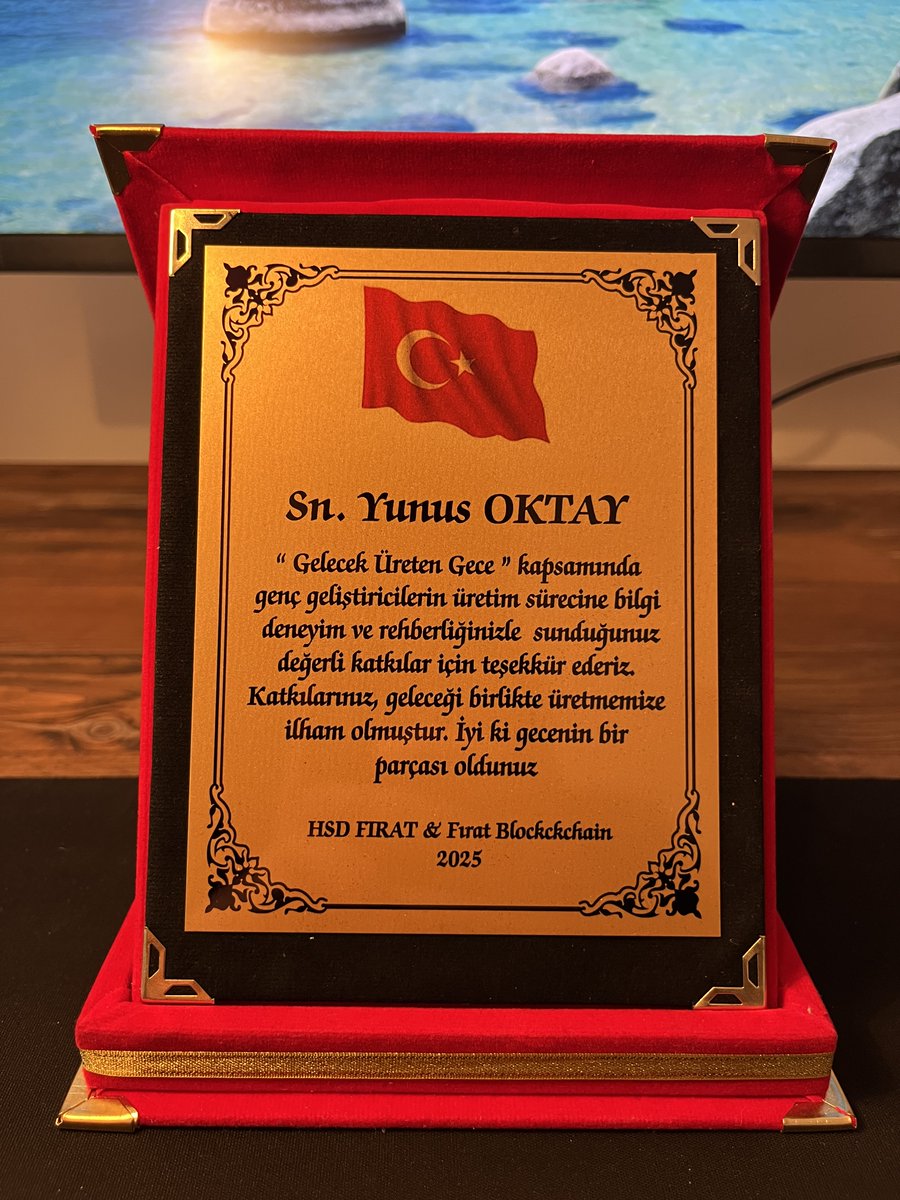 Sn. Yunus OKTAY
“ Gelecek Üreten Gece ” kapsamında
genç geliştiricilerin üretim sürecine bilgi
deneyim ve rehberliğinizle sunduğunuz
değerli katkılar için teşekkür ederiz.
Katkılarınız, geleceği birlikte üretmemize
ilham olmuştur. İyi ki gecenin bir
parçası oldunuz
HSD FIRAT & Fırat Blockckchain
2025